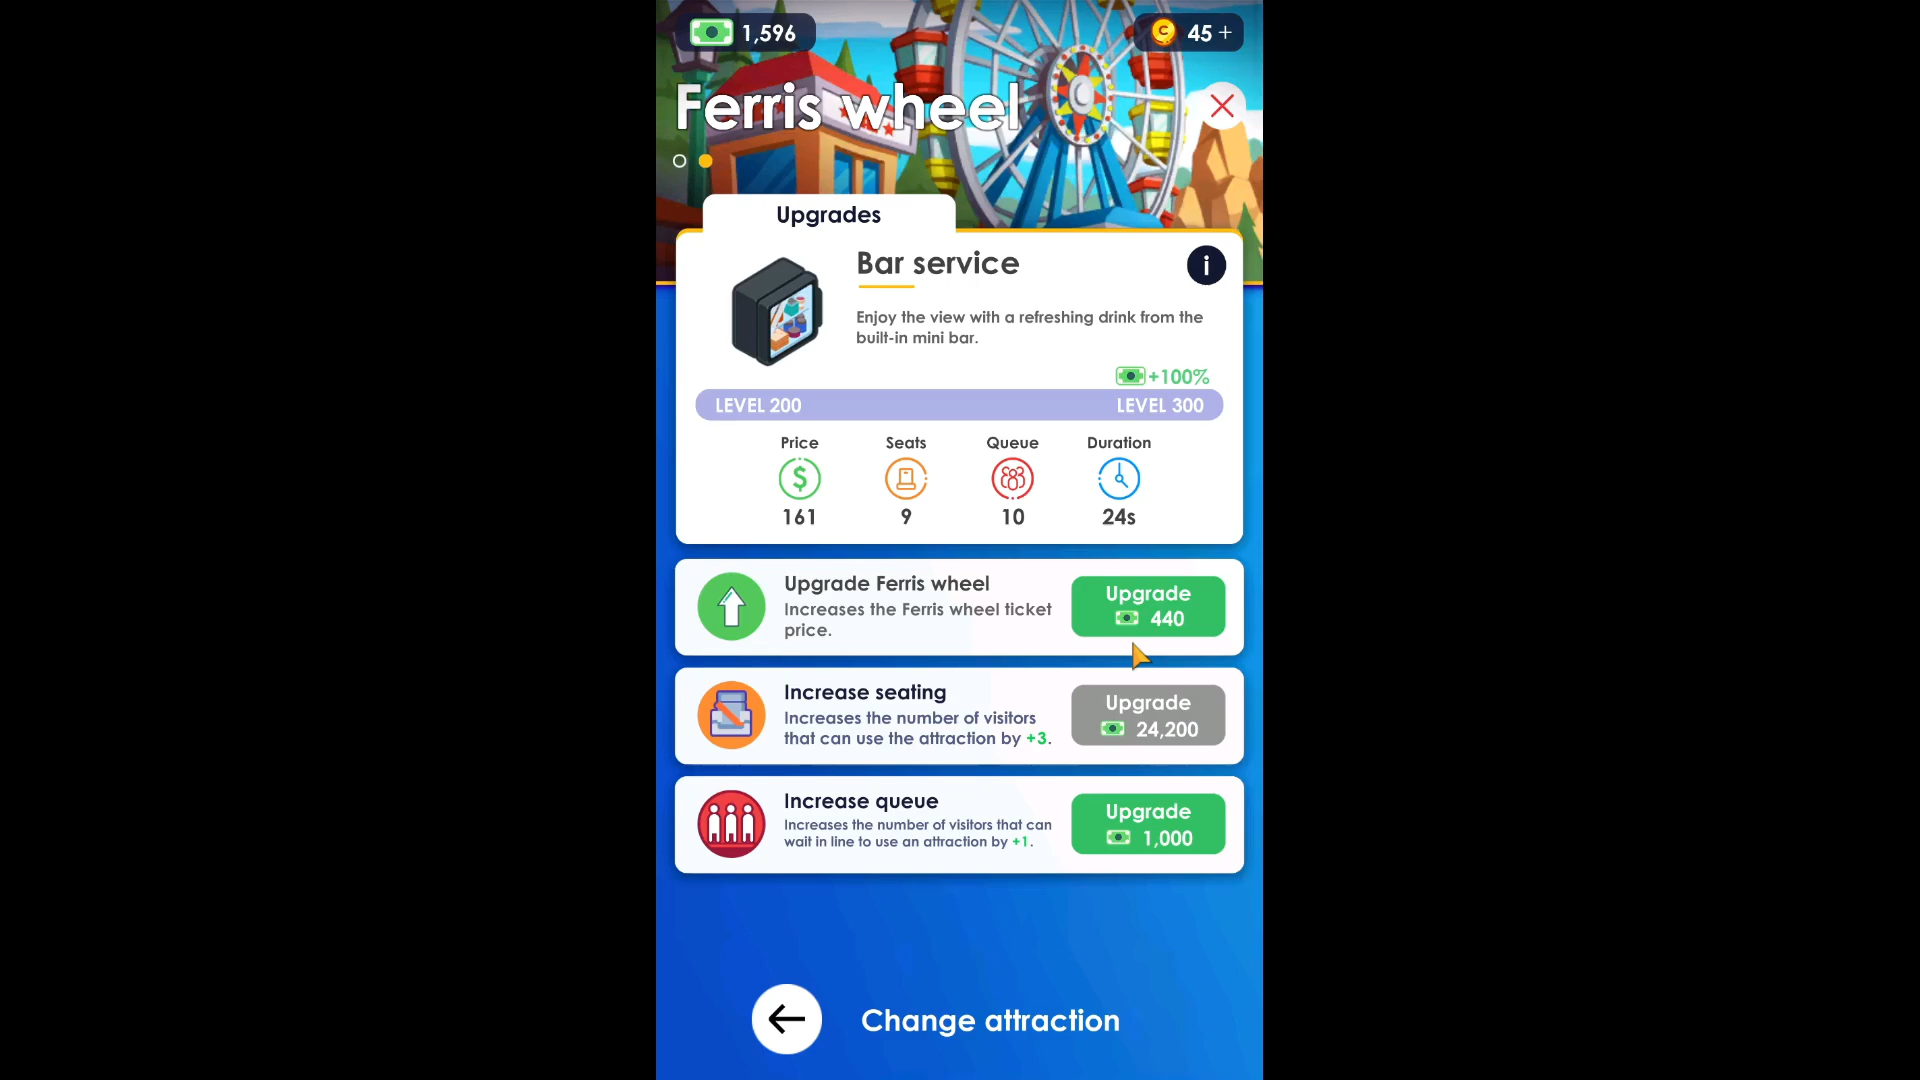 1,596
45 +
Ferris wheel
Upgrades
Bar service
i
Enjoy the view with a refreshing drink from the
built-in mini bar.
+100%
LEVEL 200 LEVEL 300
Price Seats Queue Duration
161 9 10 24s
Upgrade Ferris wheel
Increases the Ferris wheel ticket
price.
Upgrade
440
Increase seating
Increases the number of visitors
that can use the attraction by +3.
Upgrade
24,200
Increase queue
Increases the number of visitors that can
wait in line to use an attraction by +1.
Upgrade
1,000
Change attraction